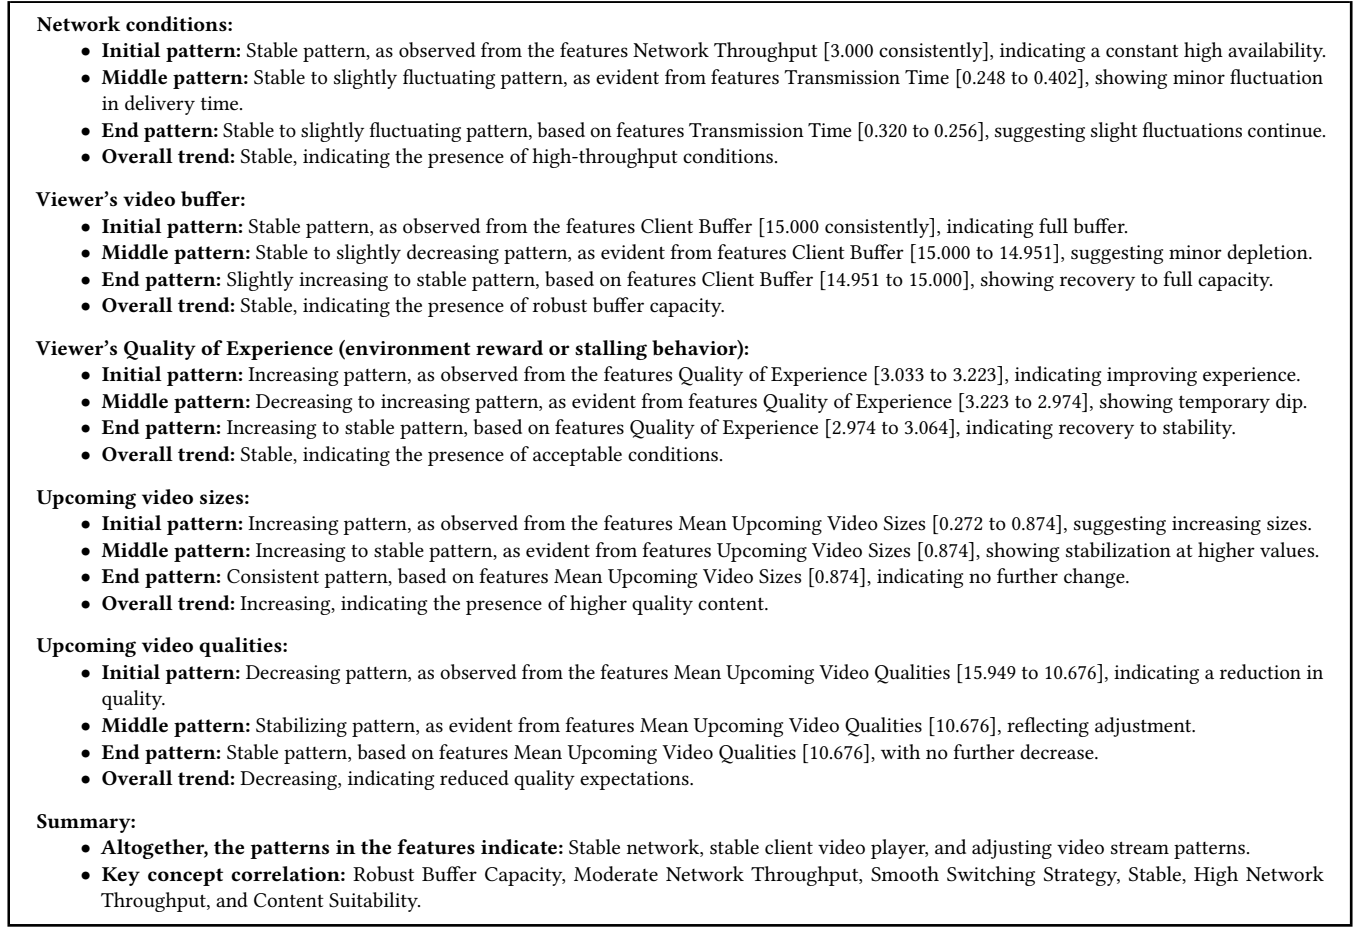 Network conditions:
• Initial pattern: Stable pattern, as observed from the features Network Throughput [3.000 consistently], indicating a constant high availability.
• Middle pattern: Stable to slightly fluctuating pattern, as evident from features Transmission Time [0.248 to 0.402], showing minor fluctuation
in delivery time.
• End pattern: Stable to slightly fluctuating pattern, based on features Transmission Time [0.320 to 0.256], suggesting slight fluctuations continue.
• Overall trend: Stable, indicating the presence of high-throughput conditions.
Viewer's video buffer:
• Initial pattern: Stable pattern, as observed from the features Client Buffer [15.000 consistently], indicating full buffer.
• Middle pattern: Stable to slightly decreasing pattern, as evident from features Client Buffer [15.000 to 14.951], suggesting minor depletion.
• End pattern: Slightly increasing to stable pattern, based on features Client Buffer [14.951 to 15.000], showing recovery to full capacity.
• Overall trend: Stable, indicating the presence of robust buffer capacity.
Viewer's Quality of Experience (environment reward or stalling behavior):
• Initial pattern: Increasing pattern, as observed from the features Quality of Experience [3.033 to 3.223], indicating improving experience.
• Middle pattern: Decreasing to increasing pattern, as evident from features Quality of Experience [3.223 to 2.974], showing temporary dip.
• End pattern: Increasing to stable pattern, based on features Quality of Experience [2.974 to 3.064], indicating recovery to stability.
• Overall trend: Stable, indicating the presence of acceptable conditions.
Upcoming video sizes:
• Initial pattern: Increasing pattern, as observed from the features Mean Upcoming Video Sizes [0.272 to 0.874], suggesting increasing sizes.
• Middle pattern: Increasing to stable pattern, as evident from features Upcoming Video Sizes [0.874], showing stabilization at higher values.
• End pattern: Consistent pattern, based on features Mean Upcoming Video Sizes [0.874], indicating no further change.
• Overall trend: Increasing, indicating the presence of higher quality content.
Upcoming video qualities:
• Initial pattern: Decreasing pattern, as observed from the features Mean Upcoming Video Qualities [15.949 to 10.676], indicating a reduction in
quality.
• Middle pattern: Stabilizing pattern, as evident from features Mean Upcoming Video Qualities [10.676], reflecting adjustment.
• End pattern: Stable pattern, based on features Mean Upcoming Video Qualities [10.676], with no further decrease.
• Overall trend: Decreasing, indicating reduced quality expectations.
Summary:
• Altogether, the patterns in the features indicate: Stable network, stable client video player, and adjusting video stream patterns.
• Key concept correlation: Robust Buffer Capacity, Moderate Network Throughput, Smooth Switching Strategy, Stable, High Network
Throughput, and Content Suitability.